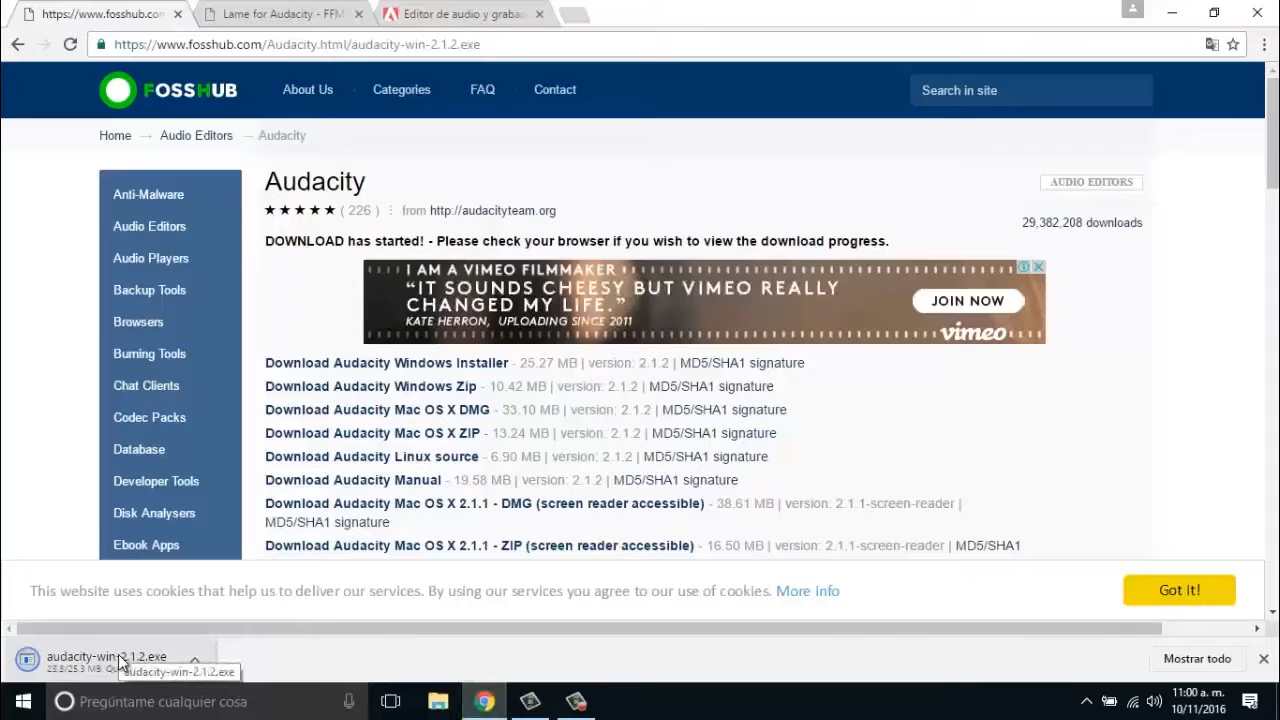 https://www.fosshub.com
Lame for Audacity - FFM
Editor de audio y graba
https://www.fosshub.com/Audacity.html/audacity-win-2.1.2.exe
FOSSHUB
About Us
Categories
FAQ
Contact
Search in site
Home → Audio Editors → Audacity
Anti-Malware
Audio Editors
Audio Players
Backup Tools
Browsers
Burning Tools
Chat Clients
Codec Packs
Database
Developer Tools
Disk Analysers
Ebook Apps
Audacity
AUDIO EDITORS
★★★★★ ( 226 ) from http://audacityteam.org
29,382,208 downloads
DOWNLOAD has started! - Please check your browser if you wish to view the download progress.
I AM A VIMEO FILMMAKER
“IT SOUNDS CHEESY BUT VIMEO REALLY
CHANGED MY LIFE.”
KATE HERRON, UPLOADING SINCE 2011
JOIN NOW
vimeo
Download Audacity Windows Installer - 25.27 MB | version: 2.1.2 | MD5/SHA1 signature
Download Audacity Windows Zip - 10.42 MB | version: 2.1.2 | MD5/SHA1 signature
Download Audacity Mac OS X DMG - 33.10 MB | version: 2.1.2 | MD5/SHA1 signature
Download Audacity Mac OS X ZIP - 13.24 MB | version: 2.1.2 | MD5/SHA1 signature
Download Audacity Linux source - 6.90 MB | version: 2.1.2 | MD5/SHA1 signature
Download Audacity Manual - 19.58 MB | version: 2.1.2 | MD5/SHA1 signature
Download Audacity Mac OS X 2.1.1 - DMG (screen reader accessible) - 38.61 MB | version: 2.1.1-screen-reader |
MD5/SHA1 signature
Download Audacity Mac OS X 2.1.1 - ZIP (screen reader accessible) - 16.50 MB | version: 2.1.1-screen-reader | MD5/SHA1
This website uses cookies that help us to deliver our services. By using our services you agree to our use of cookies. More info
Got It!
audacity-win-2.1.2.exe
MB
audacity-win-2.1.2.exe
Mostrar todo
Pregúntame cualquier cosa
11:00 a. m.
10/11/2016